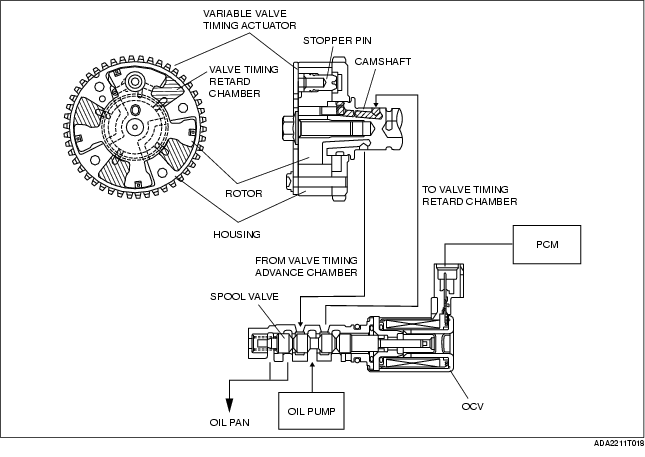 VARIABLE VALVE
TIMING ACTUATOR
STOPPER PIN
CAMSHAFT
VALVE TIMING
RETARD
CHAMBER
ROTOR
HOUSING
TO VALVE TIMING
RETARD CHAMBER
PCM
FROM VALVE TIMING
ADVANCE CHAMBER
SPOOL VALVE
OIL PAN
OIL PUMP
OCV
ADA2211T019